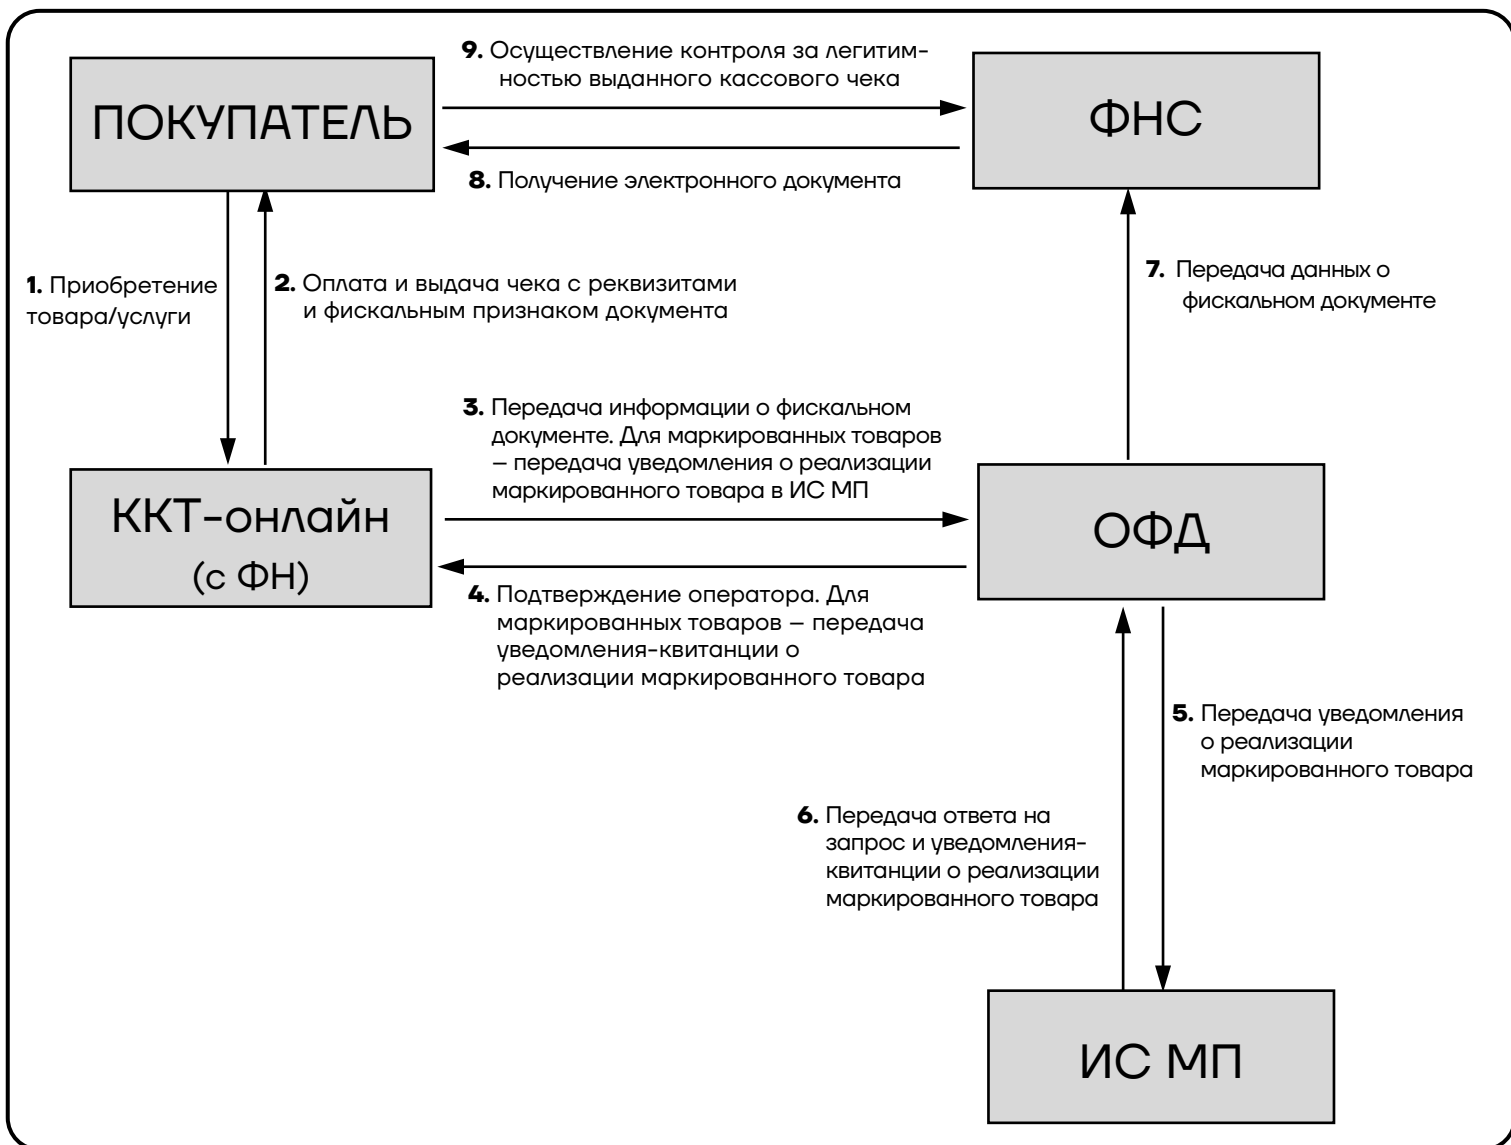 9. Осуществление контроля за легитим-
ностью выданного кассового чека
ПОКУПАТЕЛЬ
ФНС
8. Получение электронного документа
1. Приобретение
товара/услуги
2. Оплата и выдача чека с реквизитами
и фискальным признаком документа
7. Передача данных о
фискальном документе
3. Передача информации о фискальном
документе. Для маркированных товаров
– передача уведомления о реализации
маркированного товара в ИС МП
ККТ-онлайн
(с ФН)
ОФД
4. Подтверждение оператора. Для
маркированных товаров – передача
уведомления-квитанции о
реализации маркированного товара
5. Передача уведомления
о реализации
маркированного товара
6. Передача ответа на
запрос и уведомления-
квитанции о реализации
маркированного товара
ИС МП